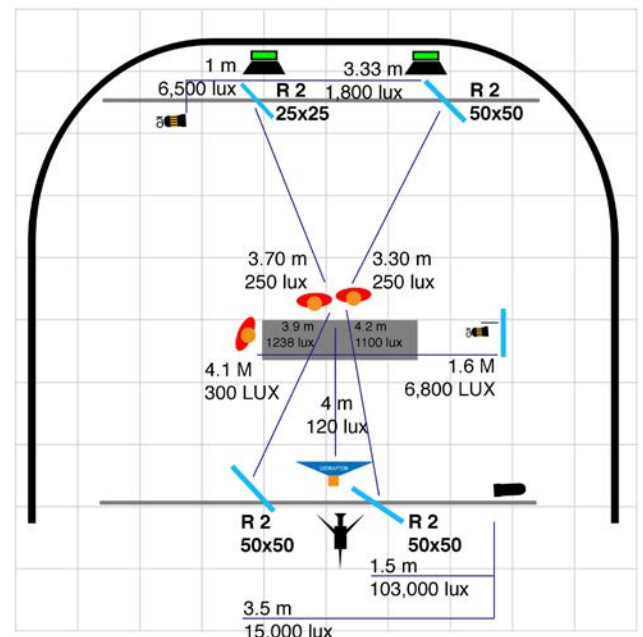 1 m
6,500 lux
R 2
25x25
3.33 m
1,800 lux
R 2
50x50
3.70 m
250 lux
3.30 m
250 lux
3.9 m
1238 lux
4.2 m
1100 lux
4.1 M
300 LUX
1.6 M
6,800 LUX
4 m
120 lux
R 2
50x50
R 2
50x50
1.5 m
103,000 lux
3.5 m
15,000 lux